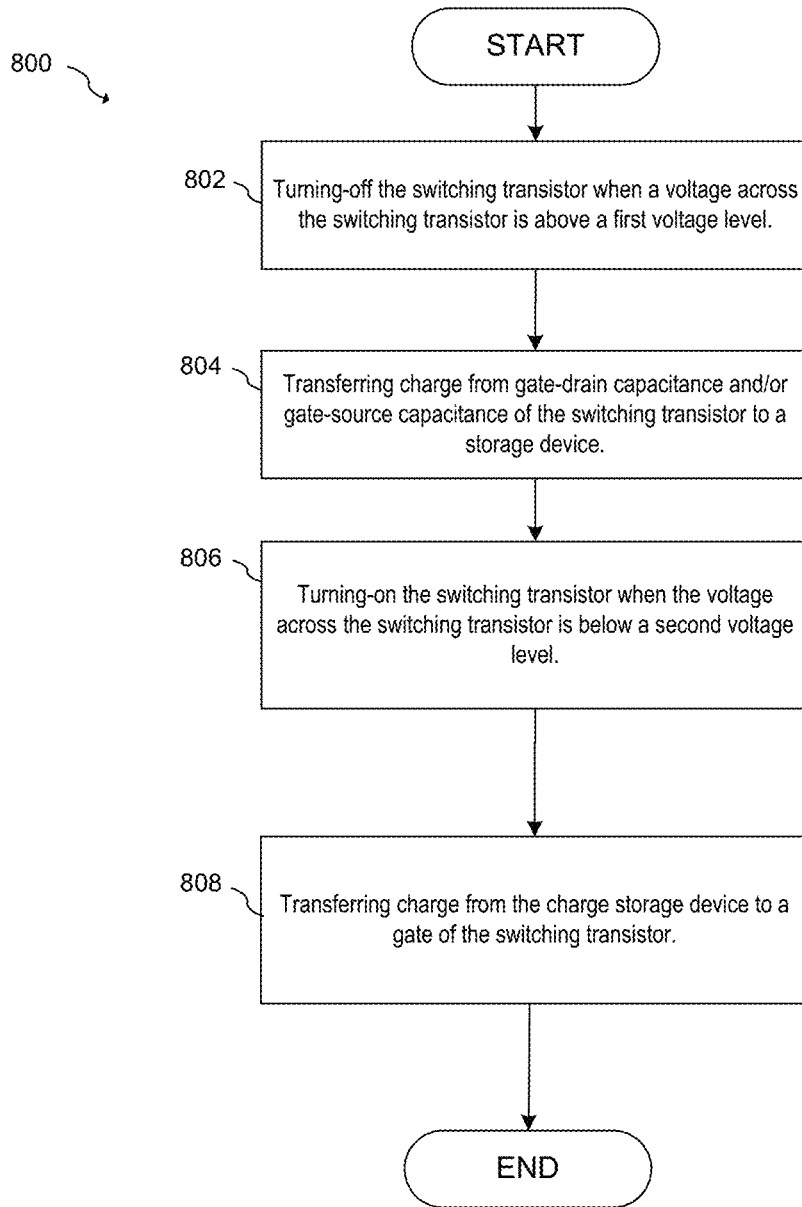 START
800
802
Turning-off the switching transistor when a voltage across
the switching transistor is above a first voltage level.
804
Transferring charge from gate-drain capacitance and/or
gate-source capacitance of the switching transistor to a
storage device.
806
Turning-on the switching transistor when the voltage
across the switching transistor is below a second voltage
level.
808
Transferring charge from the charge storage device to a
gate of the switching transistor.
END